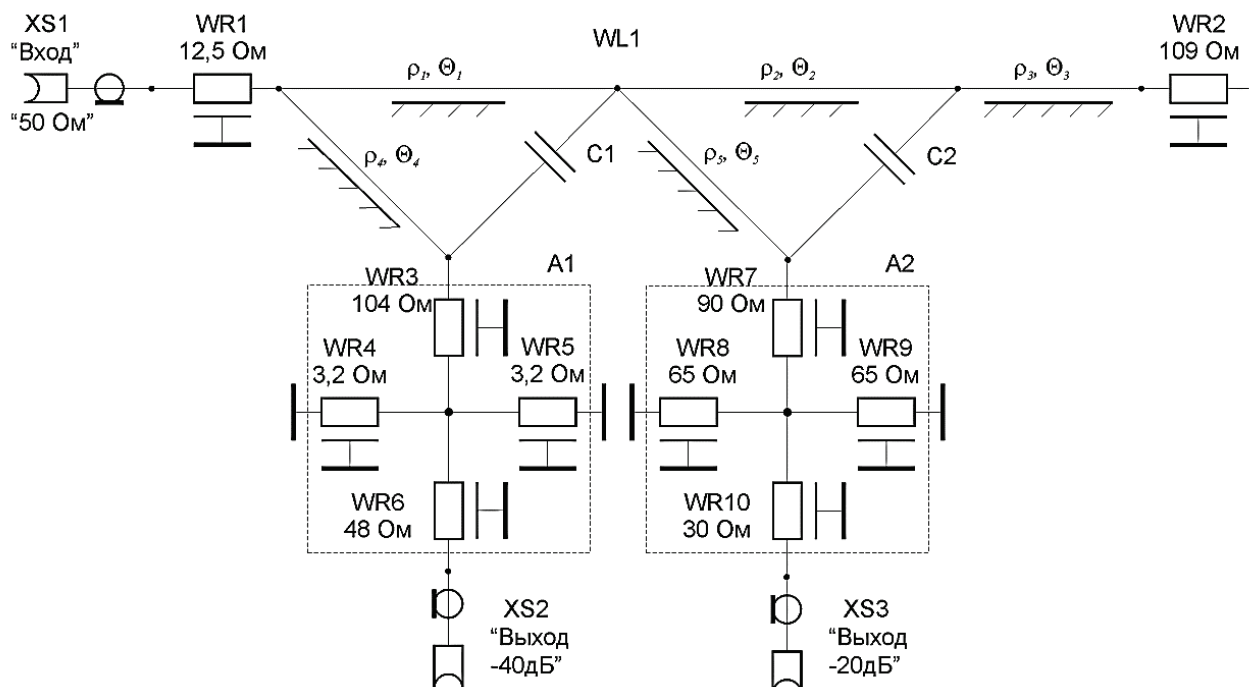 XS1
“Вход”
“50 Ом”
WR1
12,5 Ом
WL1
WR2
109 Ом
ρ1, Θ1
ρ2, Θ2
ρ3, Θ3
ρ4, Θ4
C1
ρ5, Θ5
C2
A1
WR3
104 Ом
WR4
3,2 Ом
WR5
3,2 Ом
WR6
48 Ом
A2
WR7
90 Ом
WR8
65 Ом
WR9
65 Ом
WR10
30 Ом
XS2
“Выход
-40дБ”
XS3
“Выход
-20дБ”